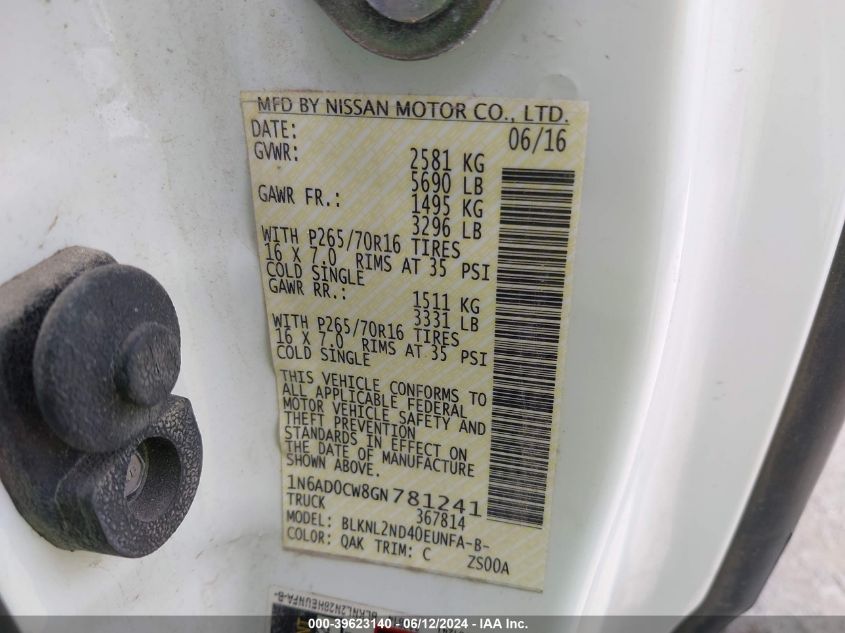 MFD BY NISSAN MOTOR CO., LTD.
DATE: 06/16
GVWR: 2581 KG
5690 LB
GAWR FR.: 1495 KG
3296 LB
WITH P265/70R16 TIRES
16 X 7.0 RIMS AT 35 PSI
COLD SINGLE
GAWR RR.: 1511 KG
3331 LB
WITH P265/70R16 TIRES
16 X 7.0 RIMS AT 35 PSI
COLD SINGLE
THIS VEHICLE CONFORMS TO
ALL APPLICABLE FEDERAL
MOTOR VEHICLE SAFETY AND
THEFT PREVENTION
STANDARDS IN EFFECT ON
THE DATE OF MANUFACTURE
SHOWN ABOVE.
1N6AD0CW8GN781241
TRUCK 367814
MODEL: BLKNL2ND40EUNFA-B-
COLOR: QAK TRIM: C ZS00A
000-39623140 - 06/12/2024 - IAA Inc.